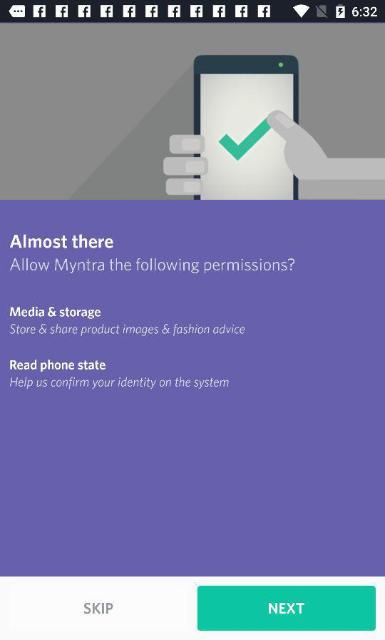 6:32
Almost there
Allow Myntra the following permissions?
Media & storage
Store & share product images & fashion advice
Read phone state
Help us confirm your identity on the system
SKIP
NEXT